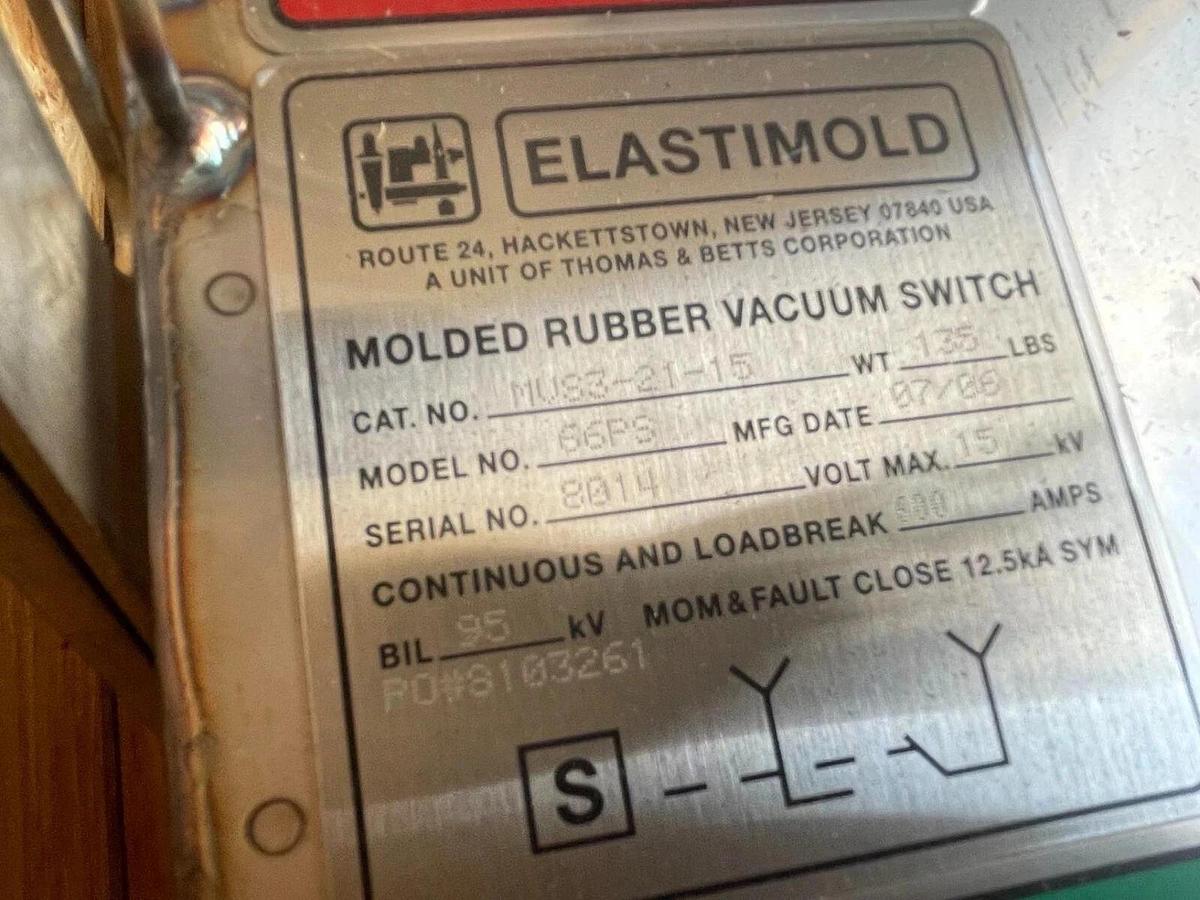 ELASTIMOLD
ROUTE 24, HACKETTSTOWN, NEW JERSEY 07840 USA
A UNIT OF THOMAS & BETTS CORPORATION
MOLDED RUBBER VACUUM SWITCH
CAT. NO. MVS3-21-15 WT 135 LBS
MODEL NO. 66PS MFG DATE 07/06
SERIAL NO. 8014 VOLT MAX. 15 kV
CONTINUOUS AND LOADBREAK 600 AMPS
BIL 95 kV MOM & FAULT CLOSE 12.5kA SYM
PO#8103261
S